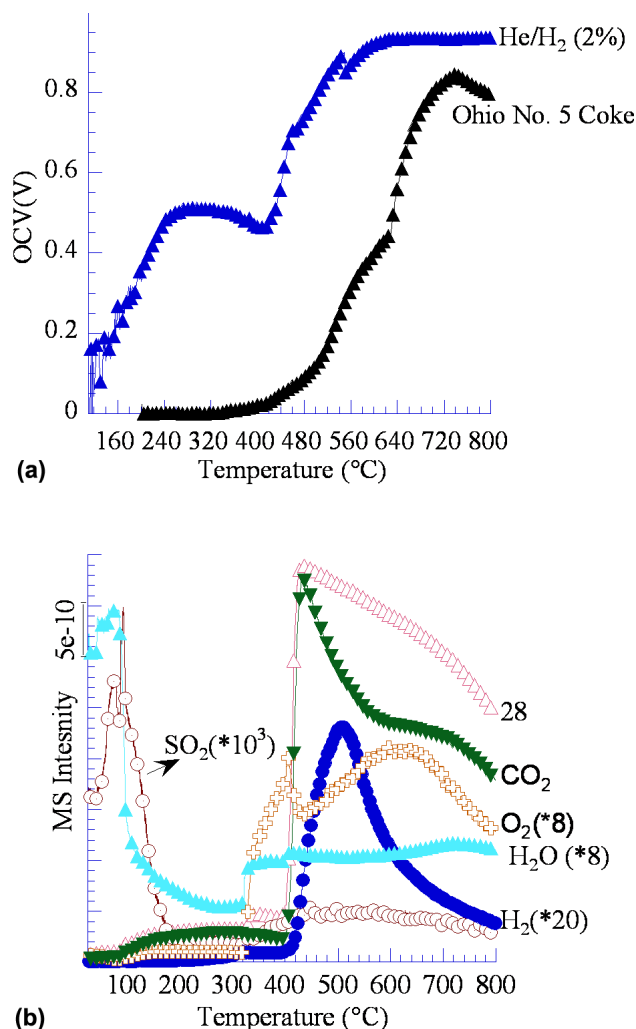 He/H₂ (2%)
Ohio No. 5 Coke
OCV(V)
0.8
0.6
0.4
0.2
0
160 240 320 400 480 560 640 720 800
Temperature (°C)
(a)
5e-10
MS Intesnity
SO₂(*10³)
28
CO₂
O₂(*8)
H₂O (*8)
H₂(*20)
100 200 300 400 500 600 700 800
Temperature (°C)
(b)